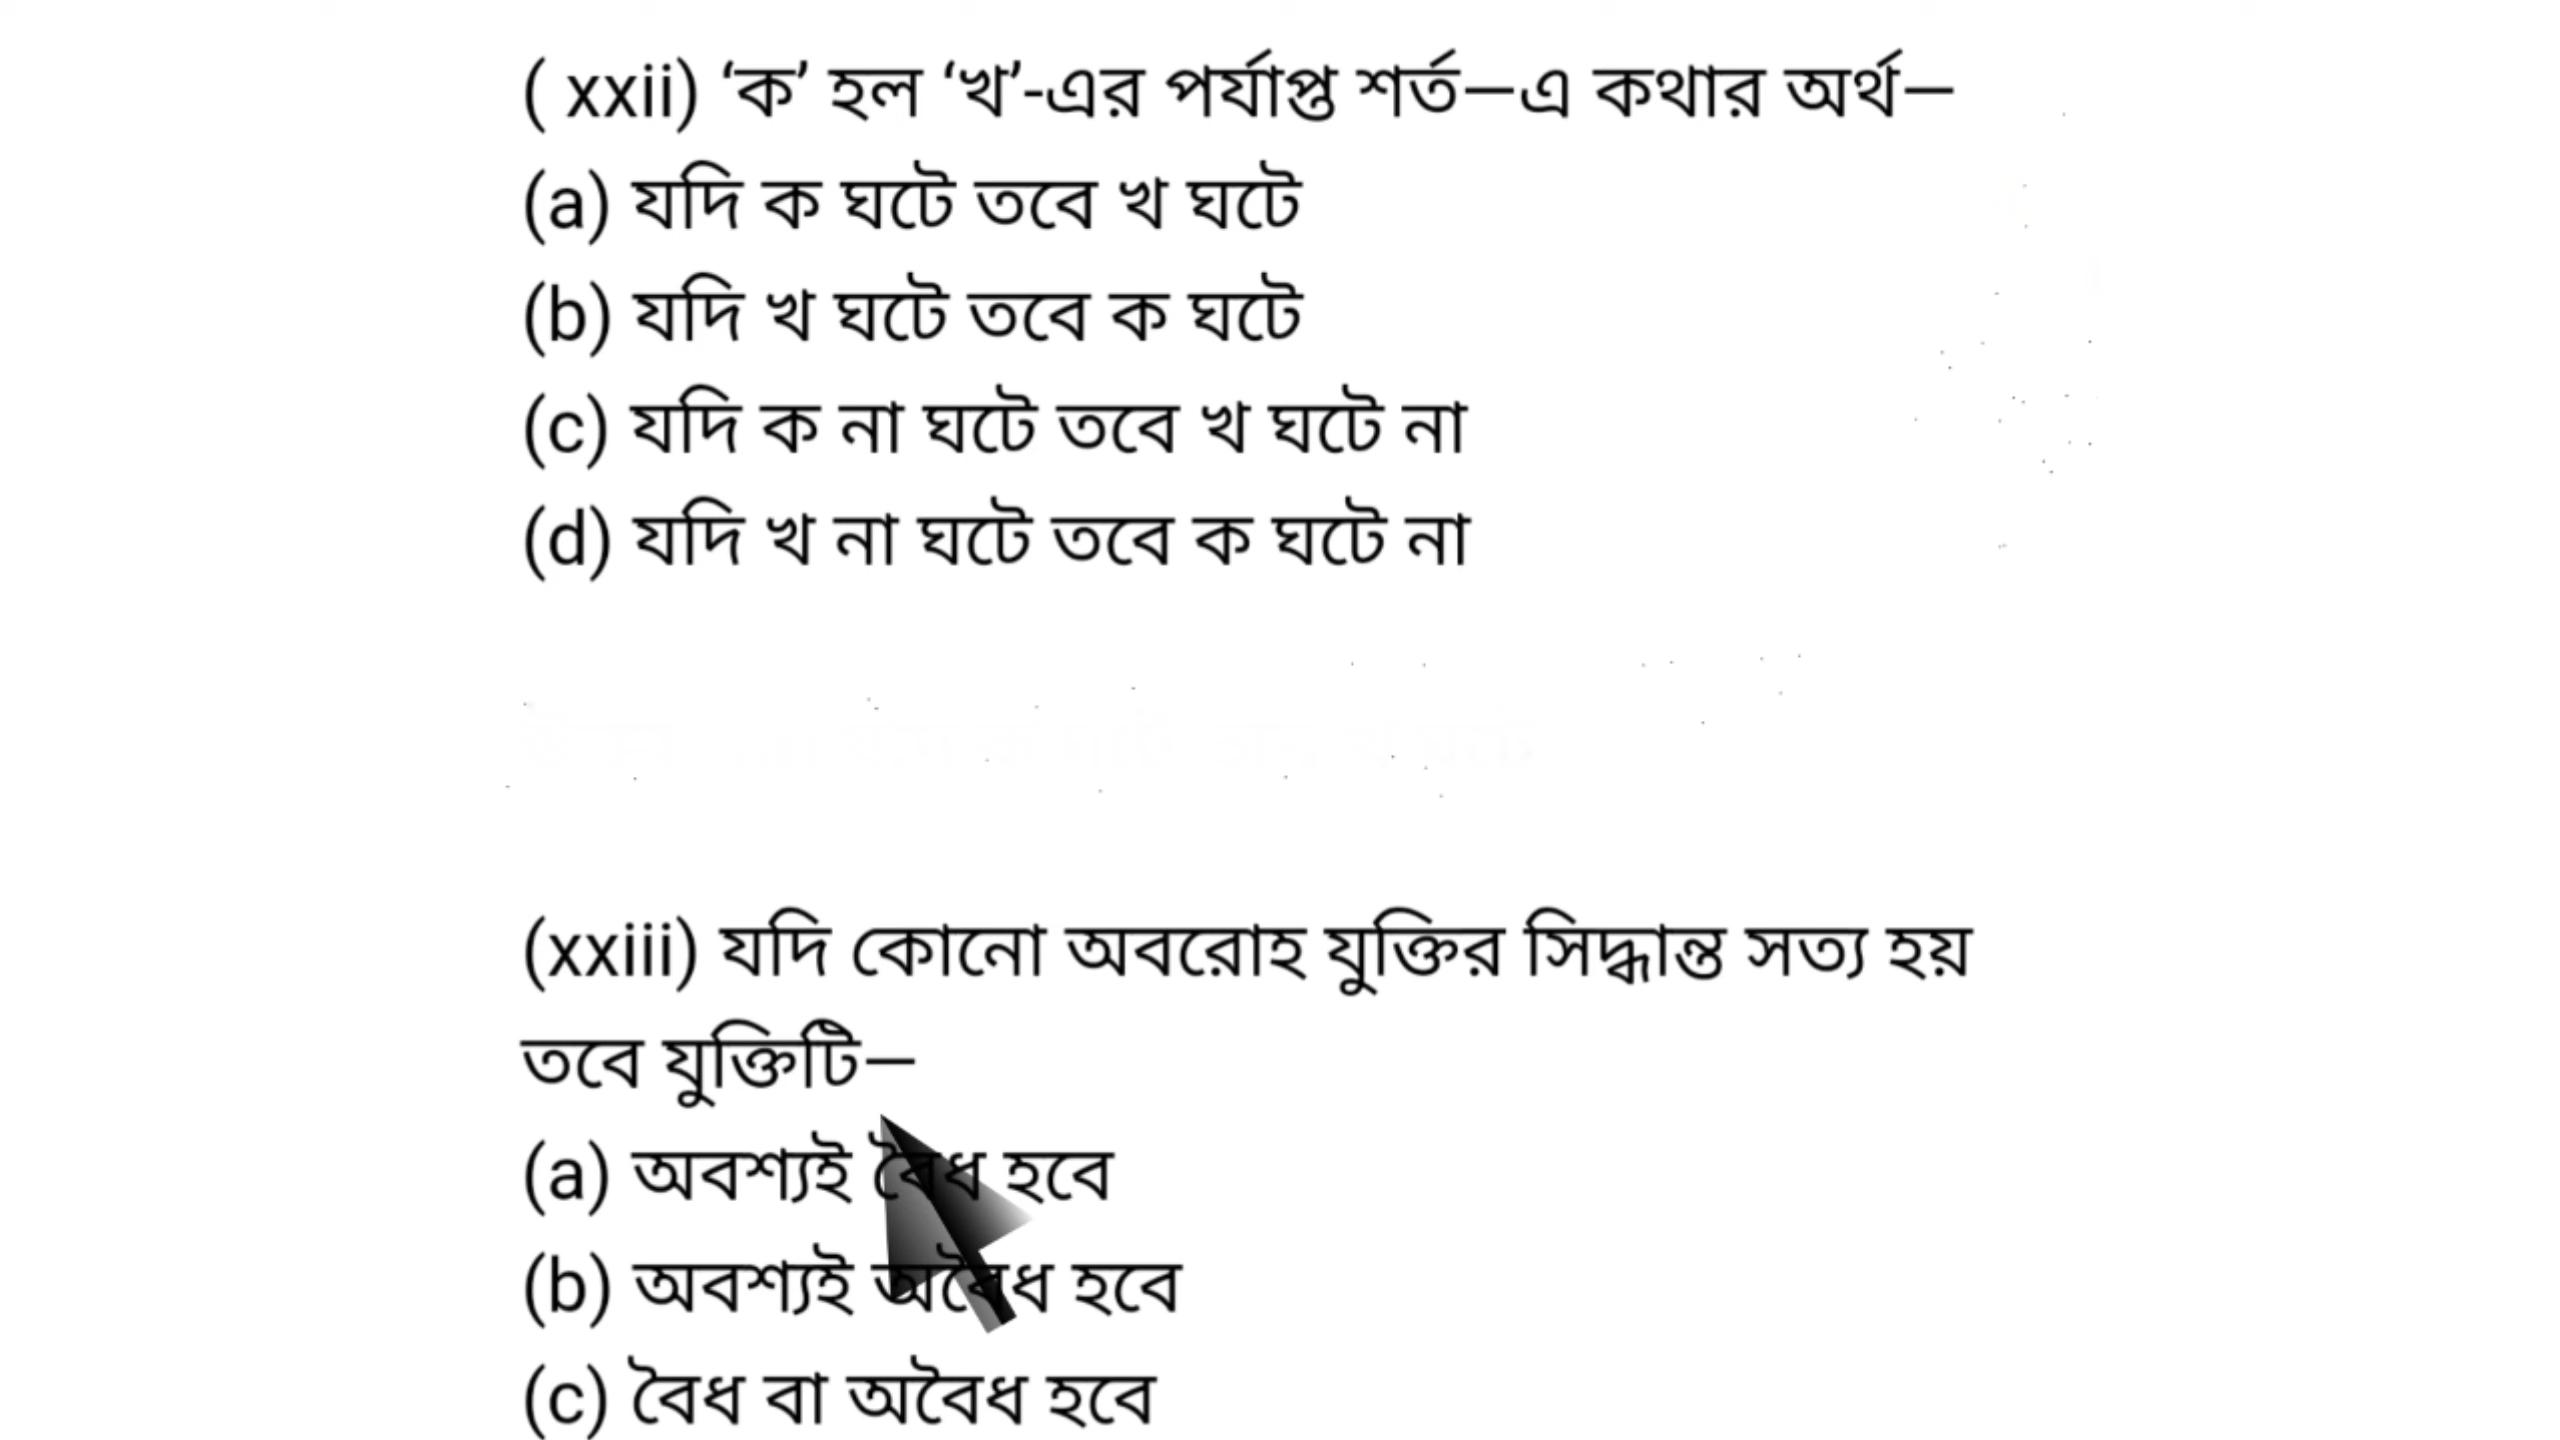 ( xxii) ‘ক’ হল ‘খ’-এর পর্যাপ্ত শর্ত—এ কথার অর্থ—
(a) যদি ক ঘটে তবে খ ঘটে
(b) যদি খ ঘটে তবে ক ঘটে
(c) যদি ক না ঘটে তবে খ ঘটে না
(d) যদি খ না ঘটে তবে ক ঘটে না
(xxiii) যদি কোনো অবরোহ যুক্তির সিদ্ধান্ত সত্য হয়
তবে যুক্তিটি—
(a) অবশ্যই বৈধ হবে
(b) অবশ্যই অবৈধ হবে
(c) বৈধ বা অবৈধ হবে